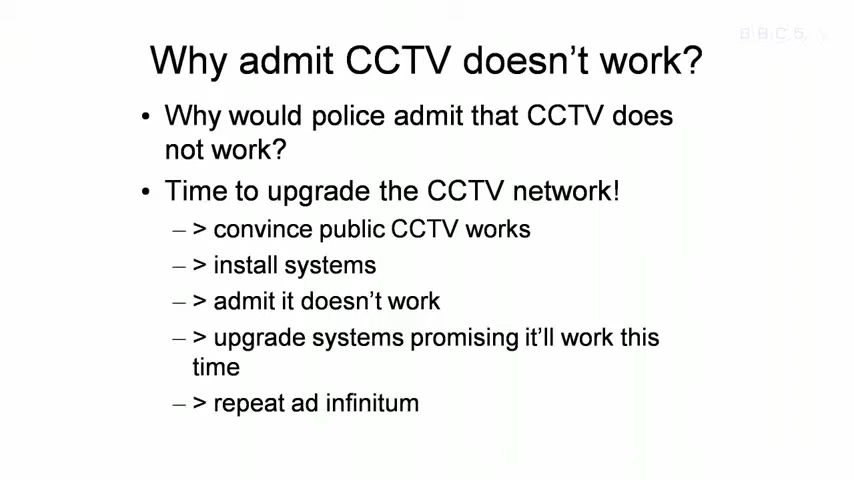 BBC5
Why admit CCTV doesn't work?
• Why would police admit that CCTV does
not work?
• Time to upgrade the CCTV network!
– > convince public CCTV works
– > install systems
– > admit it doesn't work
– > upgrade systems promising it'll work this
time
– > repeat ad infinitum